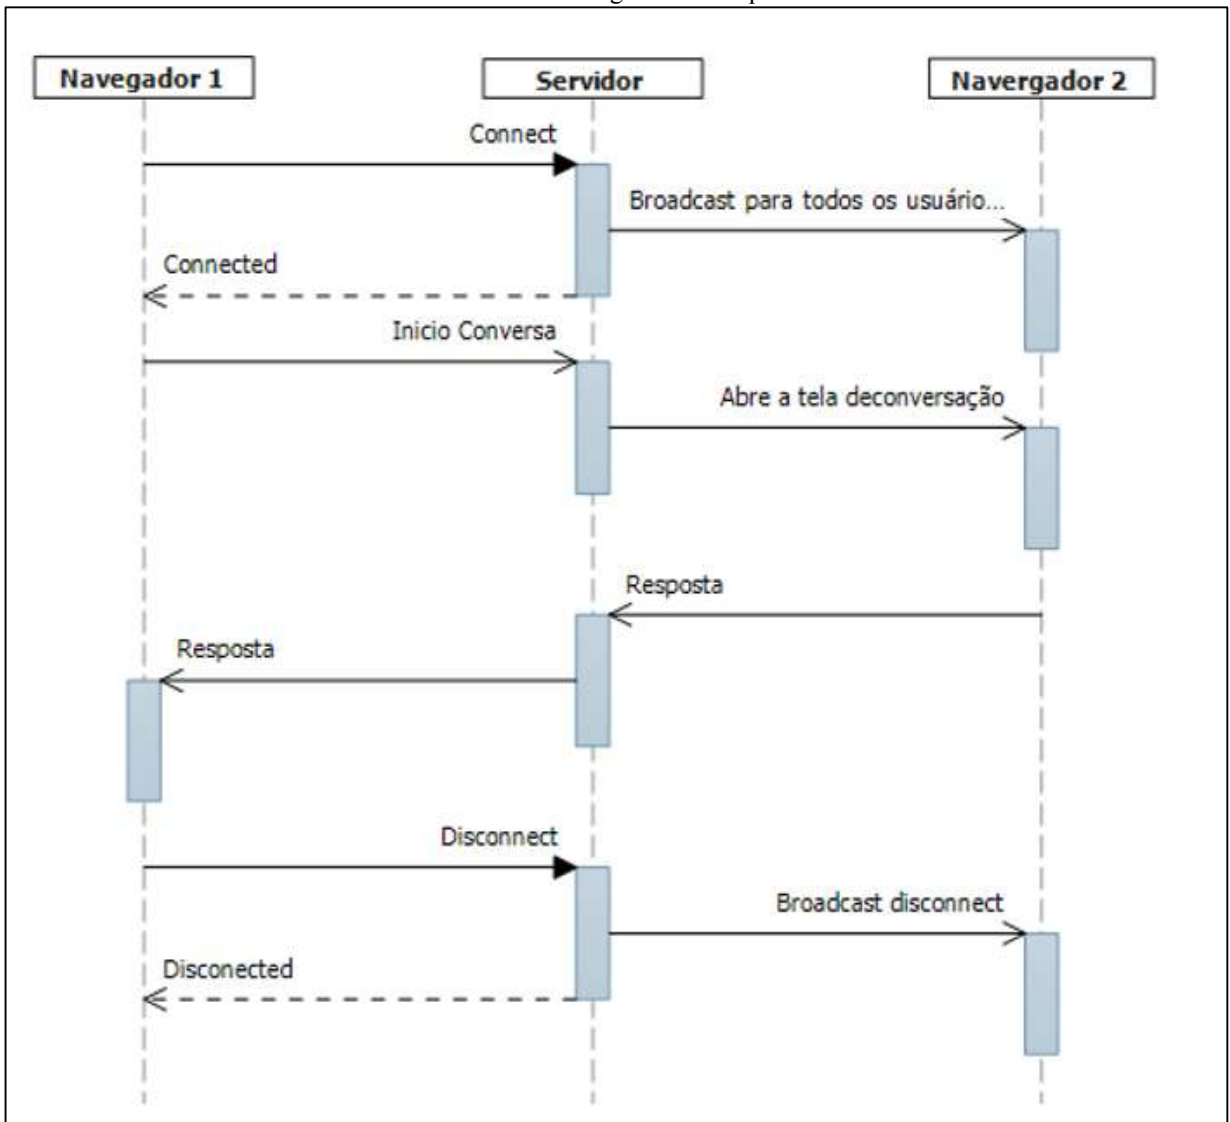 Navegador 1
Servidor
Navergador 2
Connect
Broadcast para todos os usuário...
Connected
Inicio Conversa
Abre a tela deconversação
Resposta
Resposta
Disconnect
Broadcast disconnect
Disconected